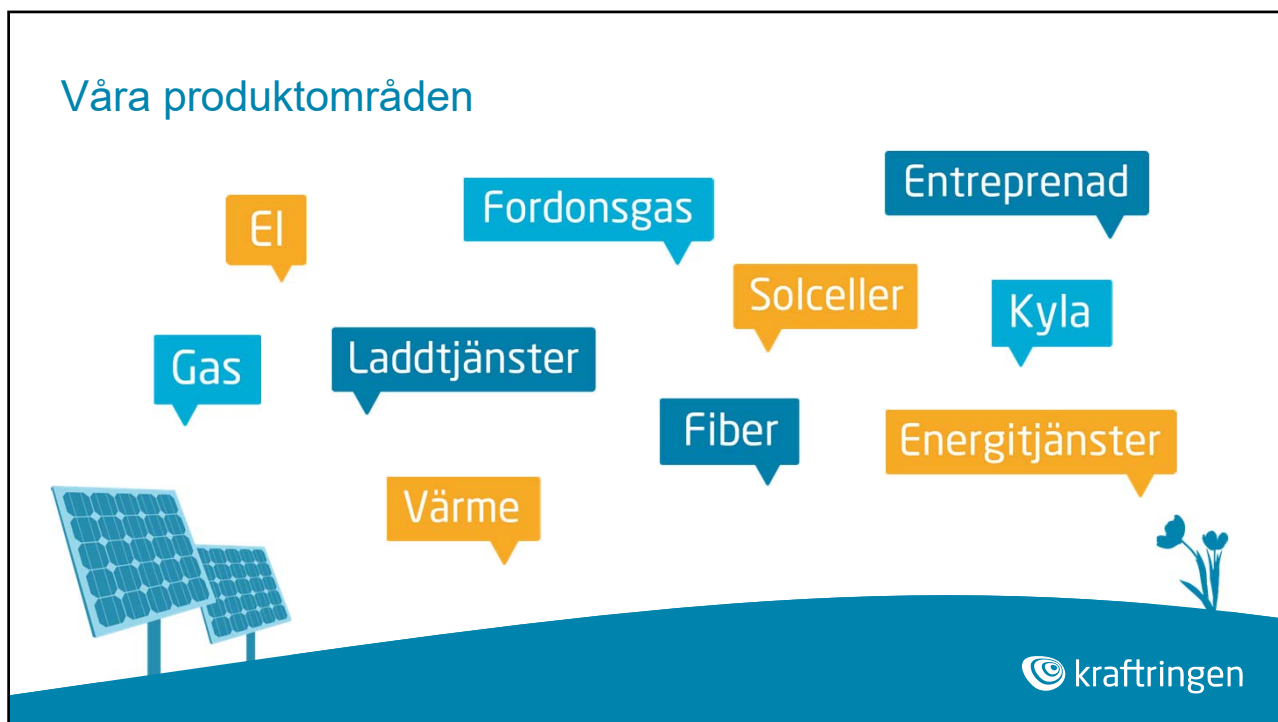 Våra produktområden
Entreprenad
Fordonsgas
El
Solceller
Kyla
Laddtjänster
Gas
Fiber
Energitjänster
Värme
kraftringen